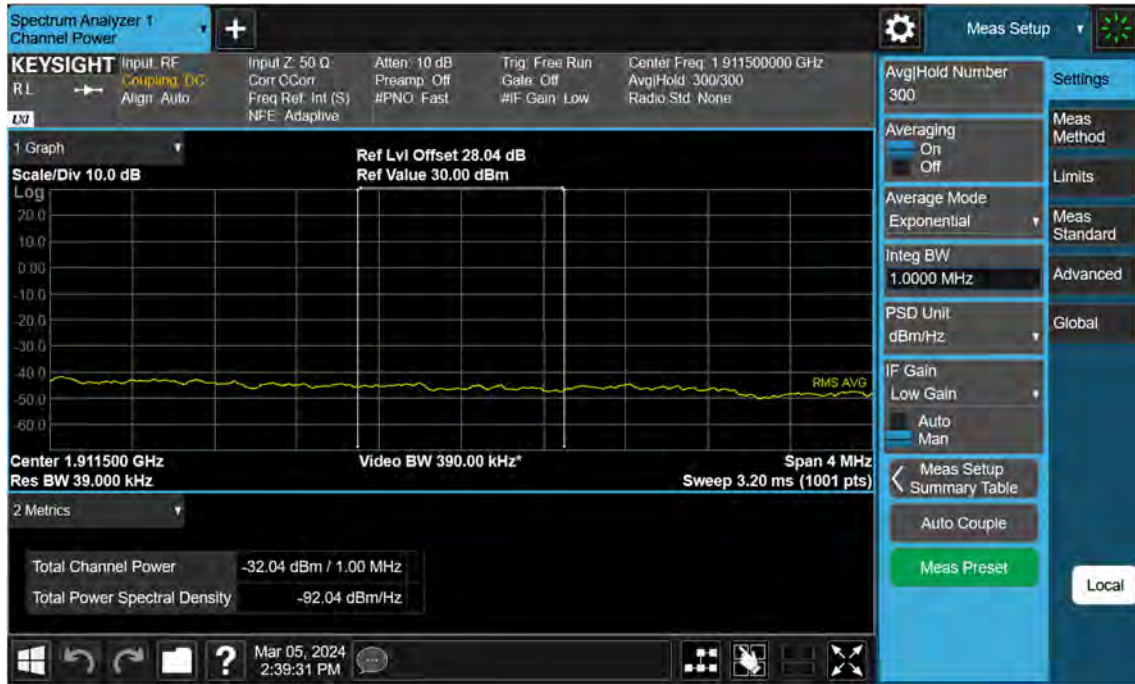 Spectrum Analyzer 1
Channel Power
Meas Setup
KEYSIGHT
RL
LXI
Input: RF
Coupling: DC
Align: Auto
Input Z: 50 Ω
Corr CCorr
Freq Ref: Int (S)
NFE: Adaptive
Atten: 10 dB
Preamp: Off
#PNO: Fast
Trig: Free Run
Gate: Off
#IF Gain: Low
Center Freq: 1.911500000 GHz
Avg|Hold: 300/300
Radio Std: None
1 Graph
Scale/Div 10.0 dB
Ref Lvl Offset 28.04 dB
Ref Value 30.00 dBm
Log
20.0
10.0
0.00
-10.0
-20.0
-30.0
-40.0
-50.0
-60.0
RMS AVG
Center 1.911500 GHz
Res BW 39.000 kHz
Video BW 390.00 kHz*
Span 4 MHz
Sweep 3.20 ms (1001 pts)
2 Metrics
Total Channel Power -32.04 dBm / 1.00 MHz
Total Power Spectral Density -92.04 dBm/Hz
?
Mar 05, 2024
2:39:31 PM
Avg|Hold Number
300
Averaging
On
Off
Average Mode
Exponential
Integ BW
1.0000 MHz
PSD Unit
dBm/Hz
IF Gain
Low Gain
Auto
Man
Meas Setup
Summary Table
Auto Couple
Meas Preset
Settings
Meas
Method
Limits
Meas
Standard
Advanced
Global
Local